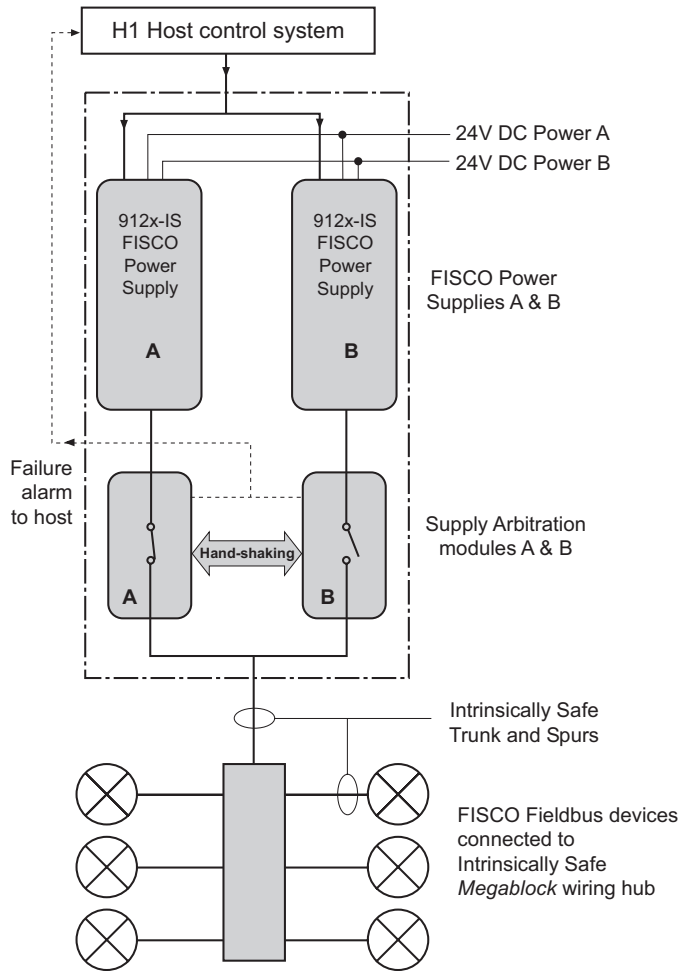 H1 Host control system
24V DC Power A
24V DC Power B
912x-IS
FISCO
Power
Supply
A
912x-IS
FISCO
Power
Supply
B
FISCO Power
Supplies A & B
Failure
alarm
to host
Hand-shaking
A
B
Supply Arbitration
modules A & B
Intrinsically Safe
Trunk and Spurs
FISCO Fieldbus devices
connected to
Intrinsically Safe
Megablock wiring hub